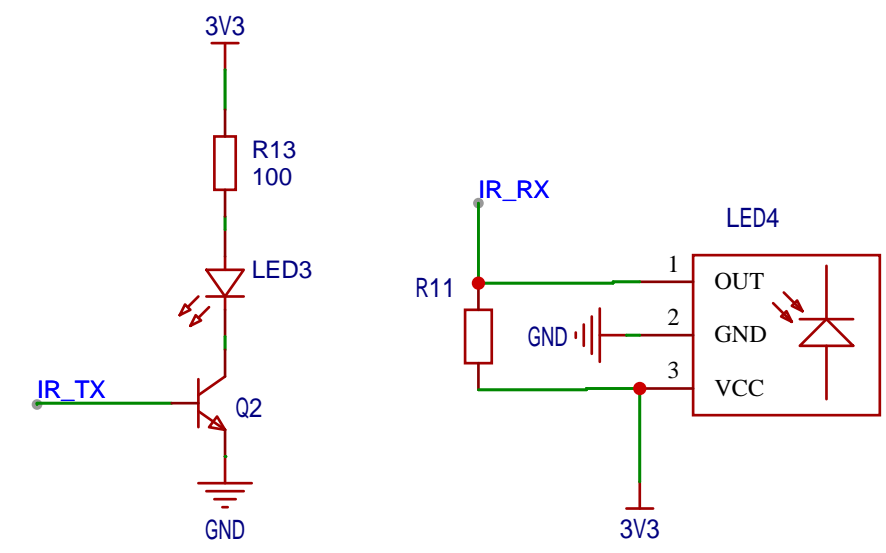 3V3
R13
100
LED3
IR_TX
Q2
GND
IR_RX
LED4
R11
1
OUT
GND
2
GND
3
VCC
3V3